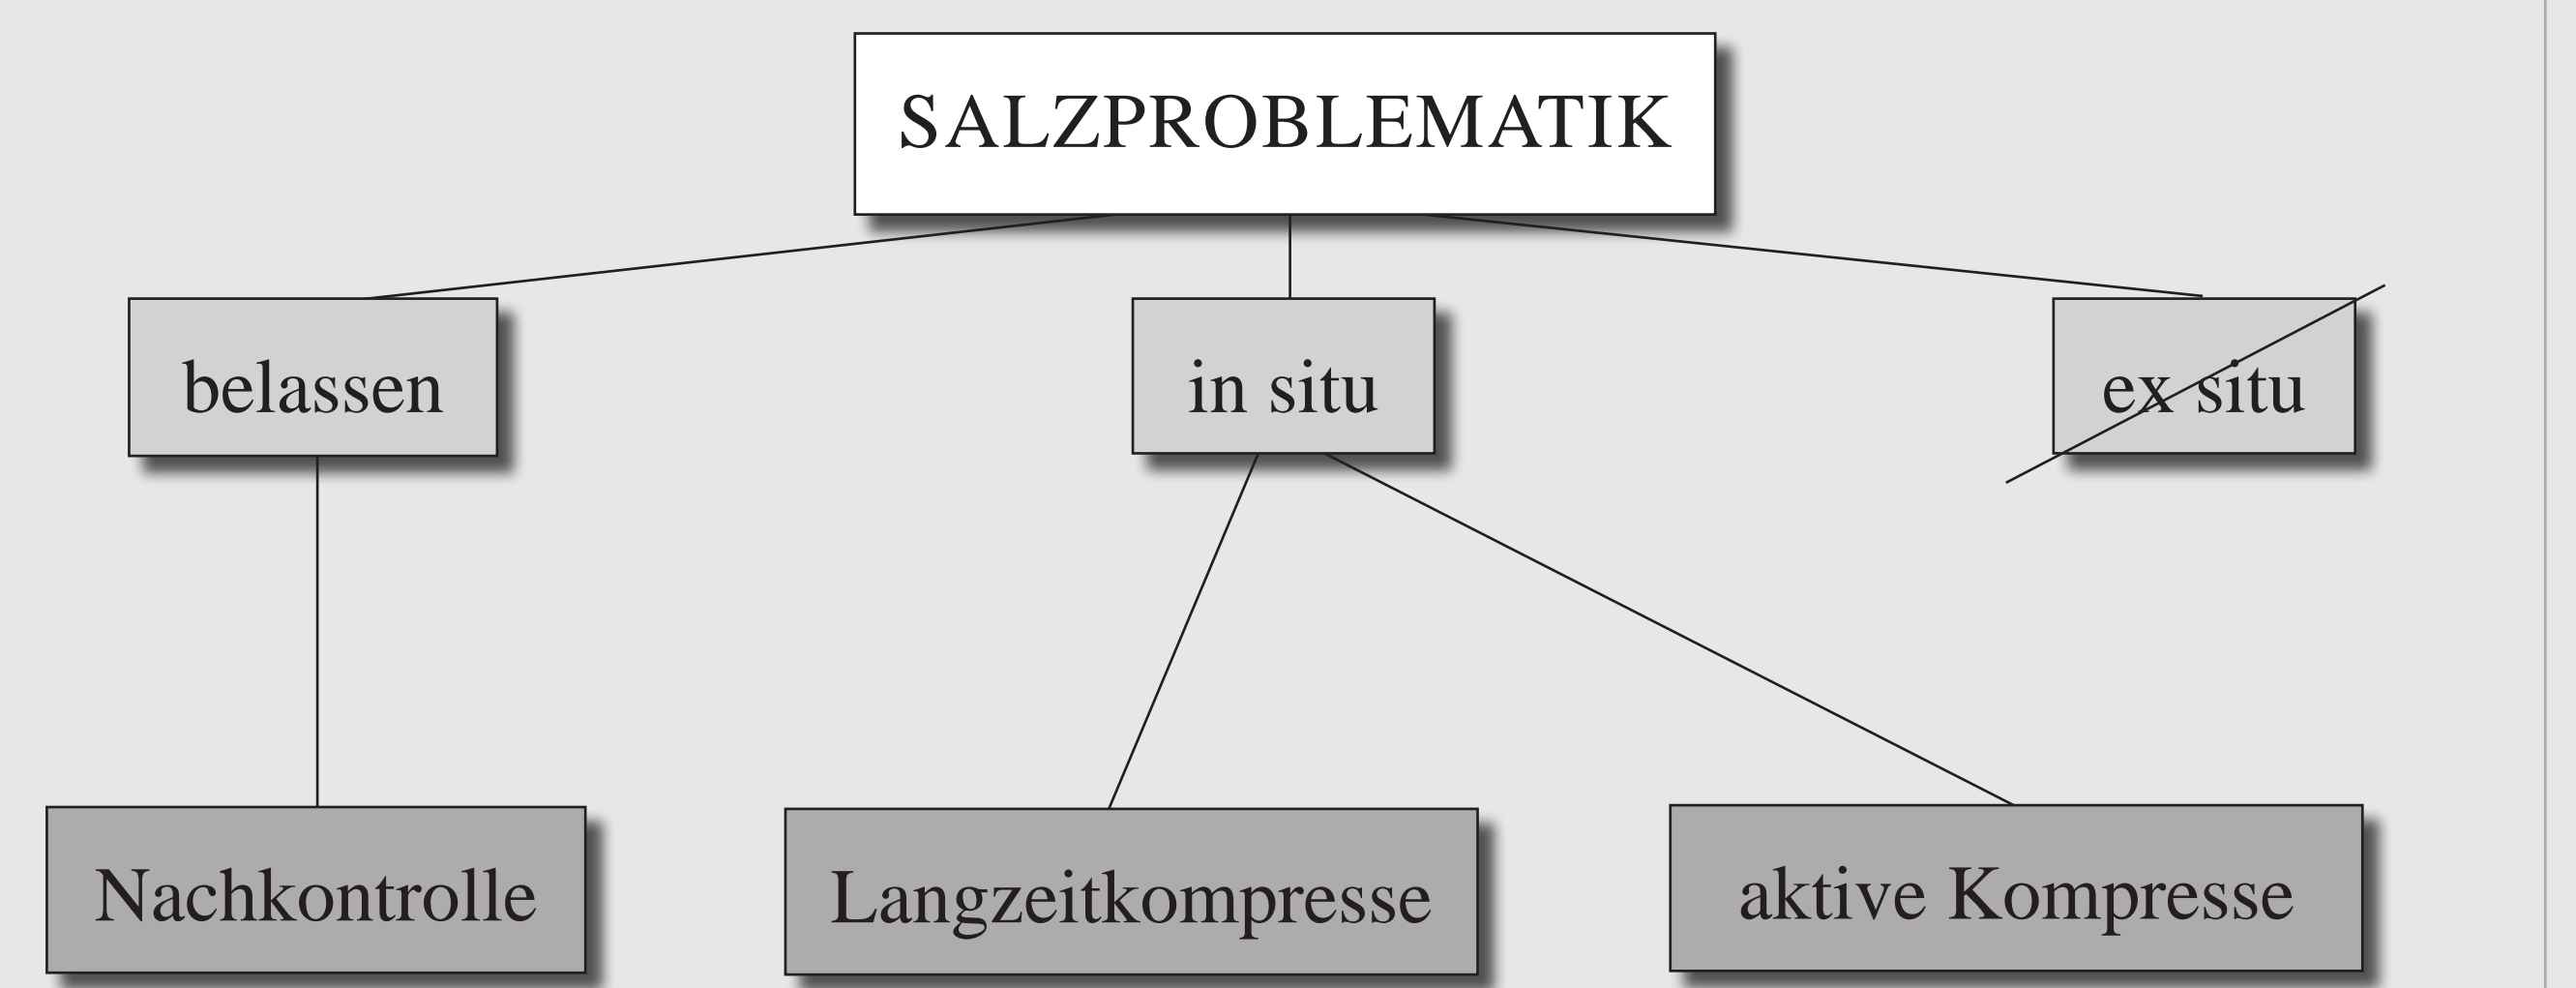 SALZPROBLEMATIK
belassen
in situ
ex situ
Nachkontrolle
Langzeitkompresse
aktive Kompresse